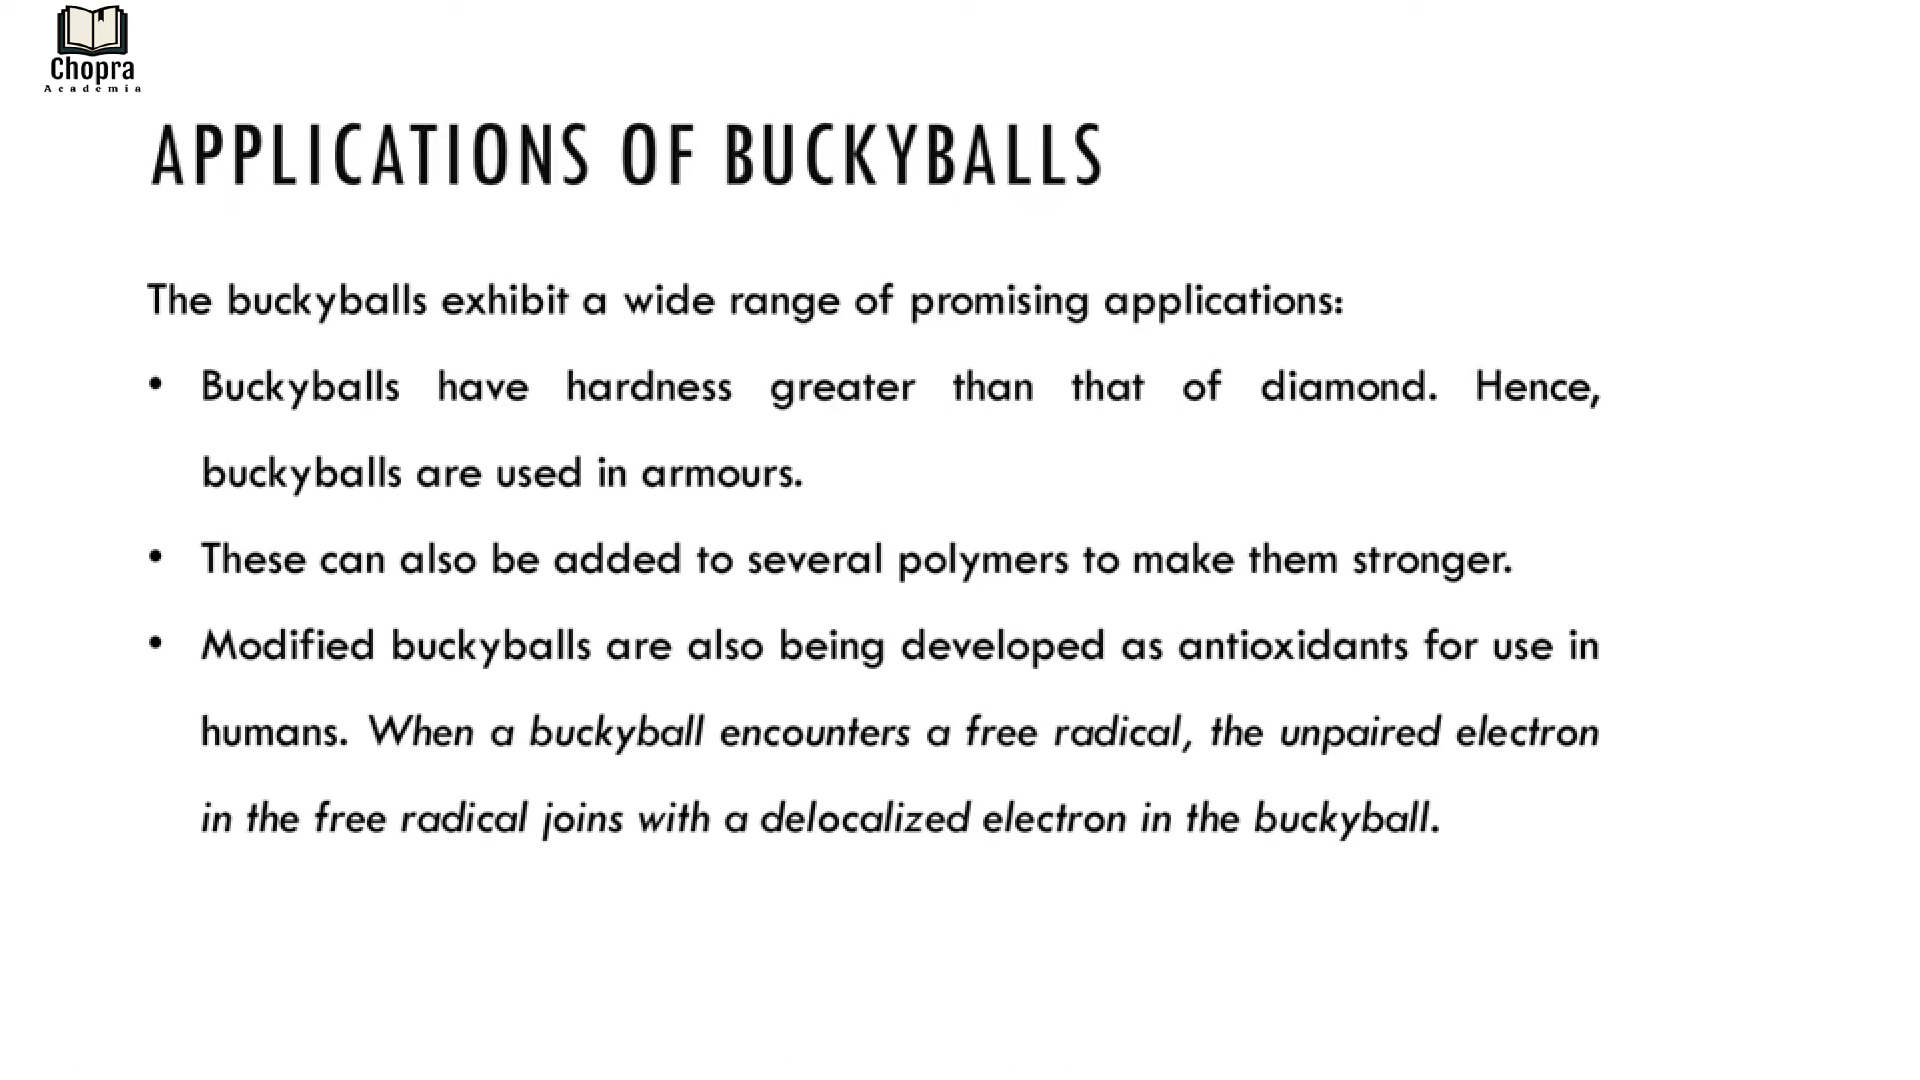 Chopra
Academia
APPLICATIONS OF BUCKYBALLS
The buckyballs exhibit a wide range of promising applications:
• Buckyballs have hardness greater than that of diamond. Hence,
buckyballs are used in armours.
• These can also be added to several polymers to make them stronger.
• Modified buckyballs are also being developed as antioxidants for use in
humans. When a buckyball encounters a free radical, the unpaired electron
in the free radical joins with a delocalized electron in the buckyball.